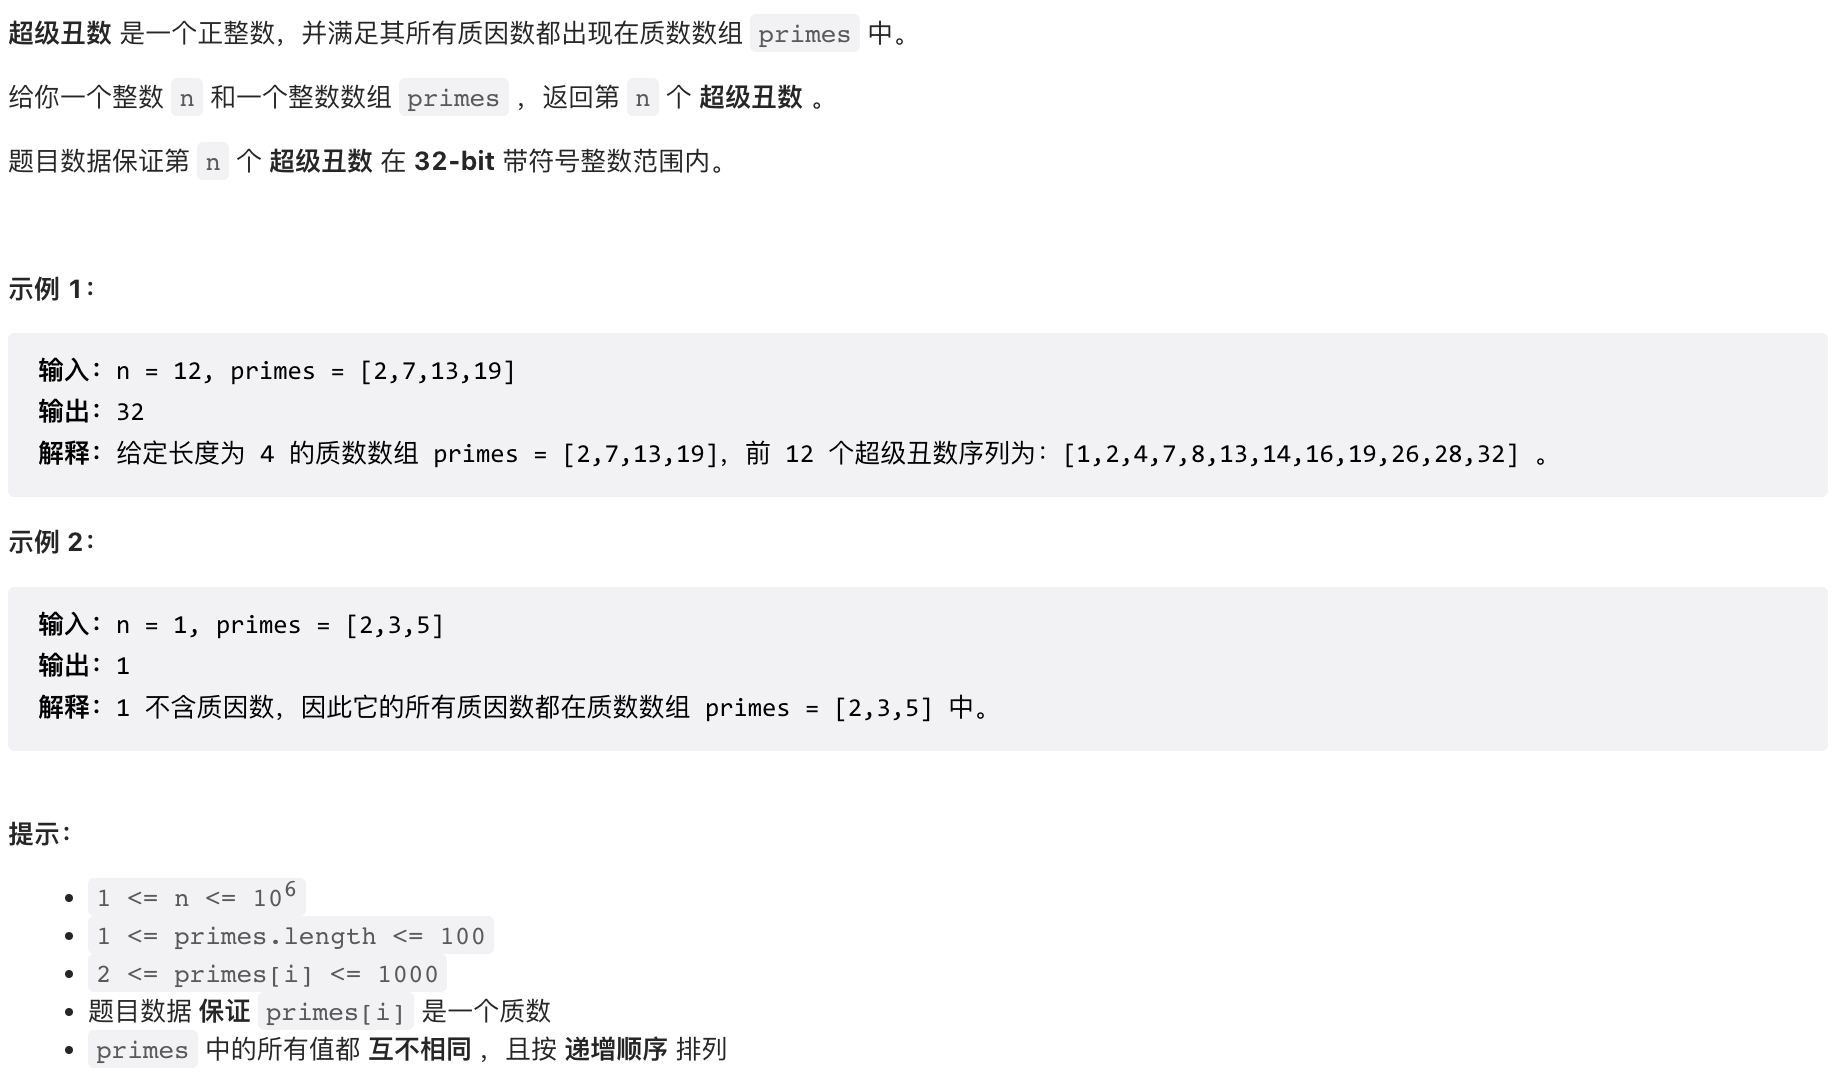 超级丑数 是一个正整数，并满足其所有质因数都出现在质数数组 primes 中。
给你一个整数 n 和一个整数数组 primes ，返回第 n 个 超级丑数 。
题目数据保证第 n 个 超级丑数 在 32-bit 带符号整数范围内。
示例 1：
输入：n = 12, primes = [2,7,13,19]
输出：32
解释：给定长度为 4 的质数数组 primes = [2,7,13,19]，前 12 个超级丑数序列为：[1,2,4,7,8,13,14,16,19,26,28,32] 。
示例 2：
输入：n = 1, primes = [2,3,5]
输出：1
解释：1 不含质因数，因此它的所有质因数都在质数数组 primes = [2,3,5] 中。
提示：
• 1 <= n <= 10⁶
• 1 <= primes.length <= 100
• 2 <= primes[i] <= 1000
• 题目数据 保证 primes[i] 是一个质数
• primes 中的所有值都 互不相同 ，且按 递增顺序 排列